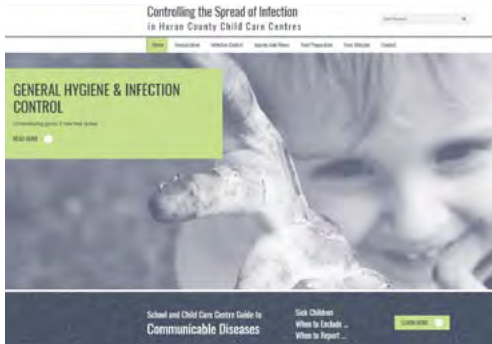 Controlling the Spread of Infection
in Huron County Child Care Centres
Home Immunization Infection Control Injuries and Illness Food Preparation Food Allergies Contact
GENERAL HYGIENE & INFECTION
CONTROL
READ MORE
School and Child Care Centre Guide to
Communicable Diseases
Sick Children
When to Exclude ...
When to Report ...
LEARN MORE